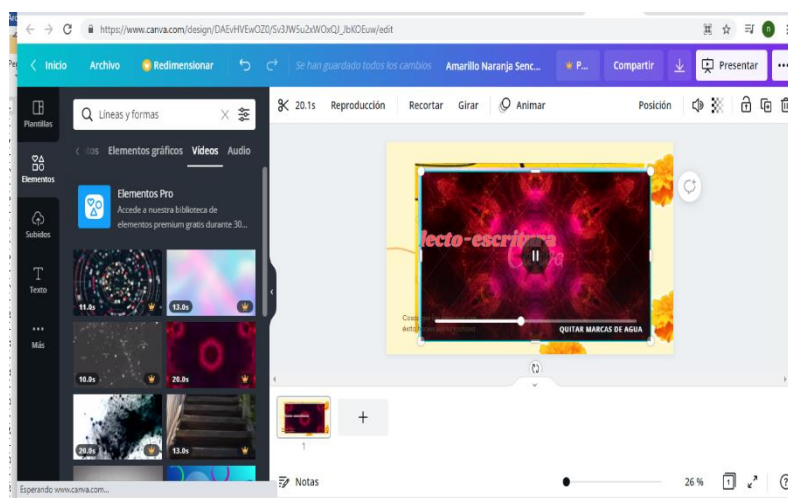 https://www.canva.com/design/DAEvHVEwOZ0/Sv3JW5u2xWOxQJ_JbKOEuw/edit
n
Inicio
Archivo
Redimensionar
Se han guardado todos los cambios
Amarillo Naranja Senc...
P...
Compartir
Presentar
Plantillas
Elementos
Subidos
Texto
Más
Líneas y formas
Elementos gráficos
Vídeos
Audio
Elementos Pro
Accede a nuestra biblioteca de
elementos premium gratis durante 30...
11.0s
13.0s
10.0s
20.0s
20.0s
13.0s
Esperando www.canva.com...
20.1s
Reproducción
Recortar
Girar
Animar
Posición
lecto-escritura
Canva
QUITAR MARCAS DE AGUA
1
Notas
26 %
1